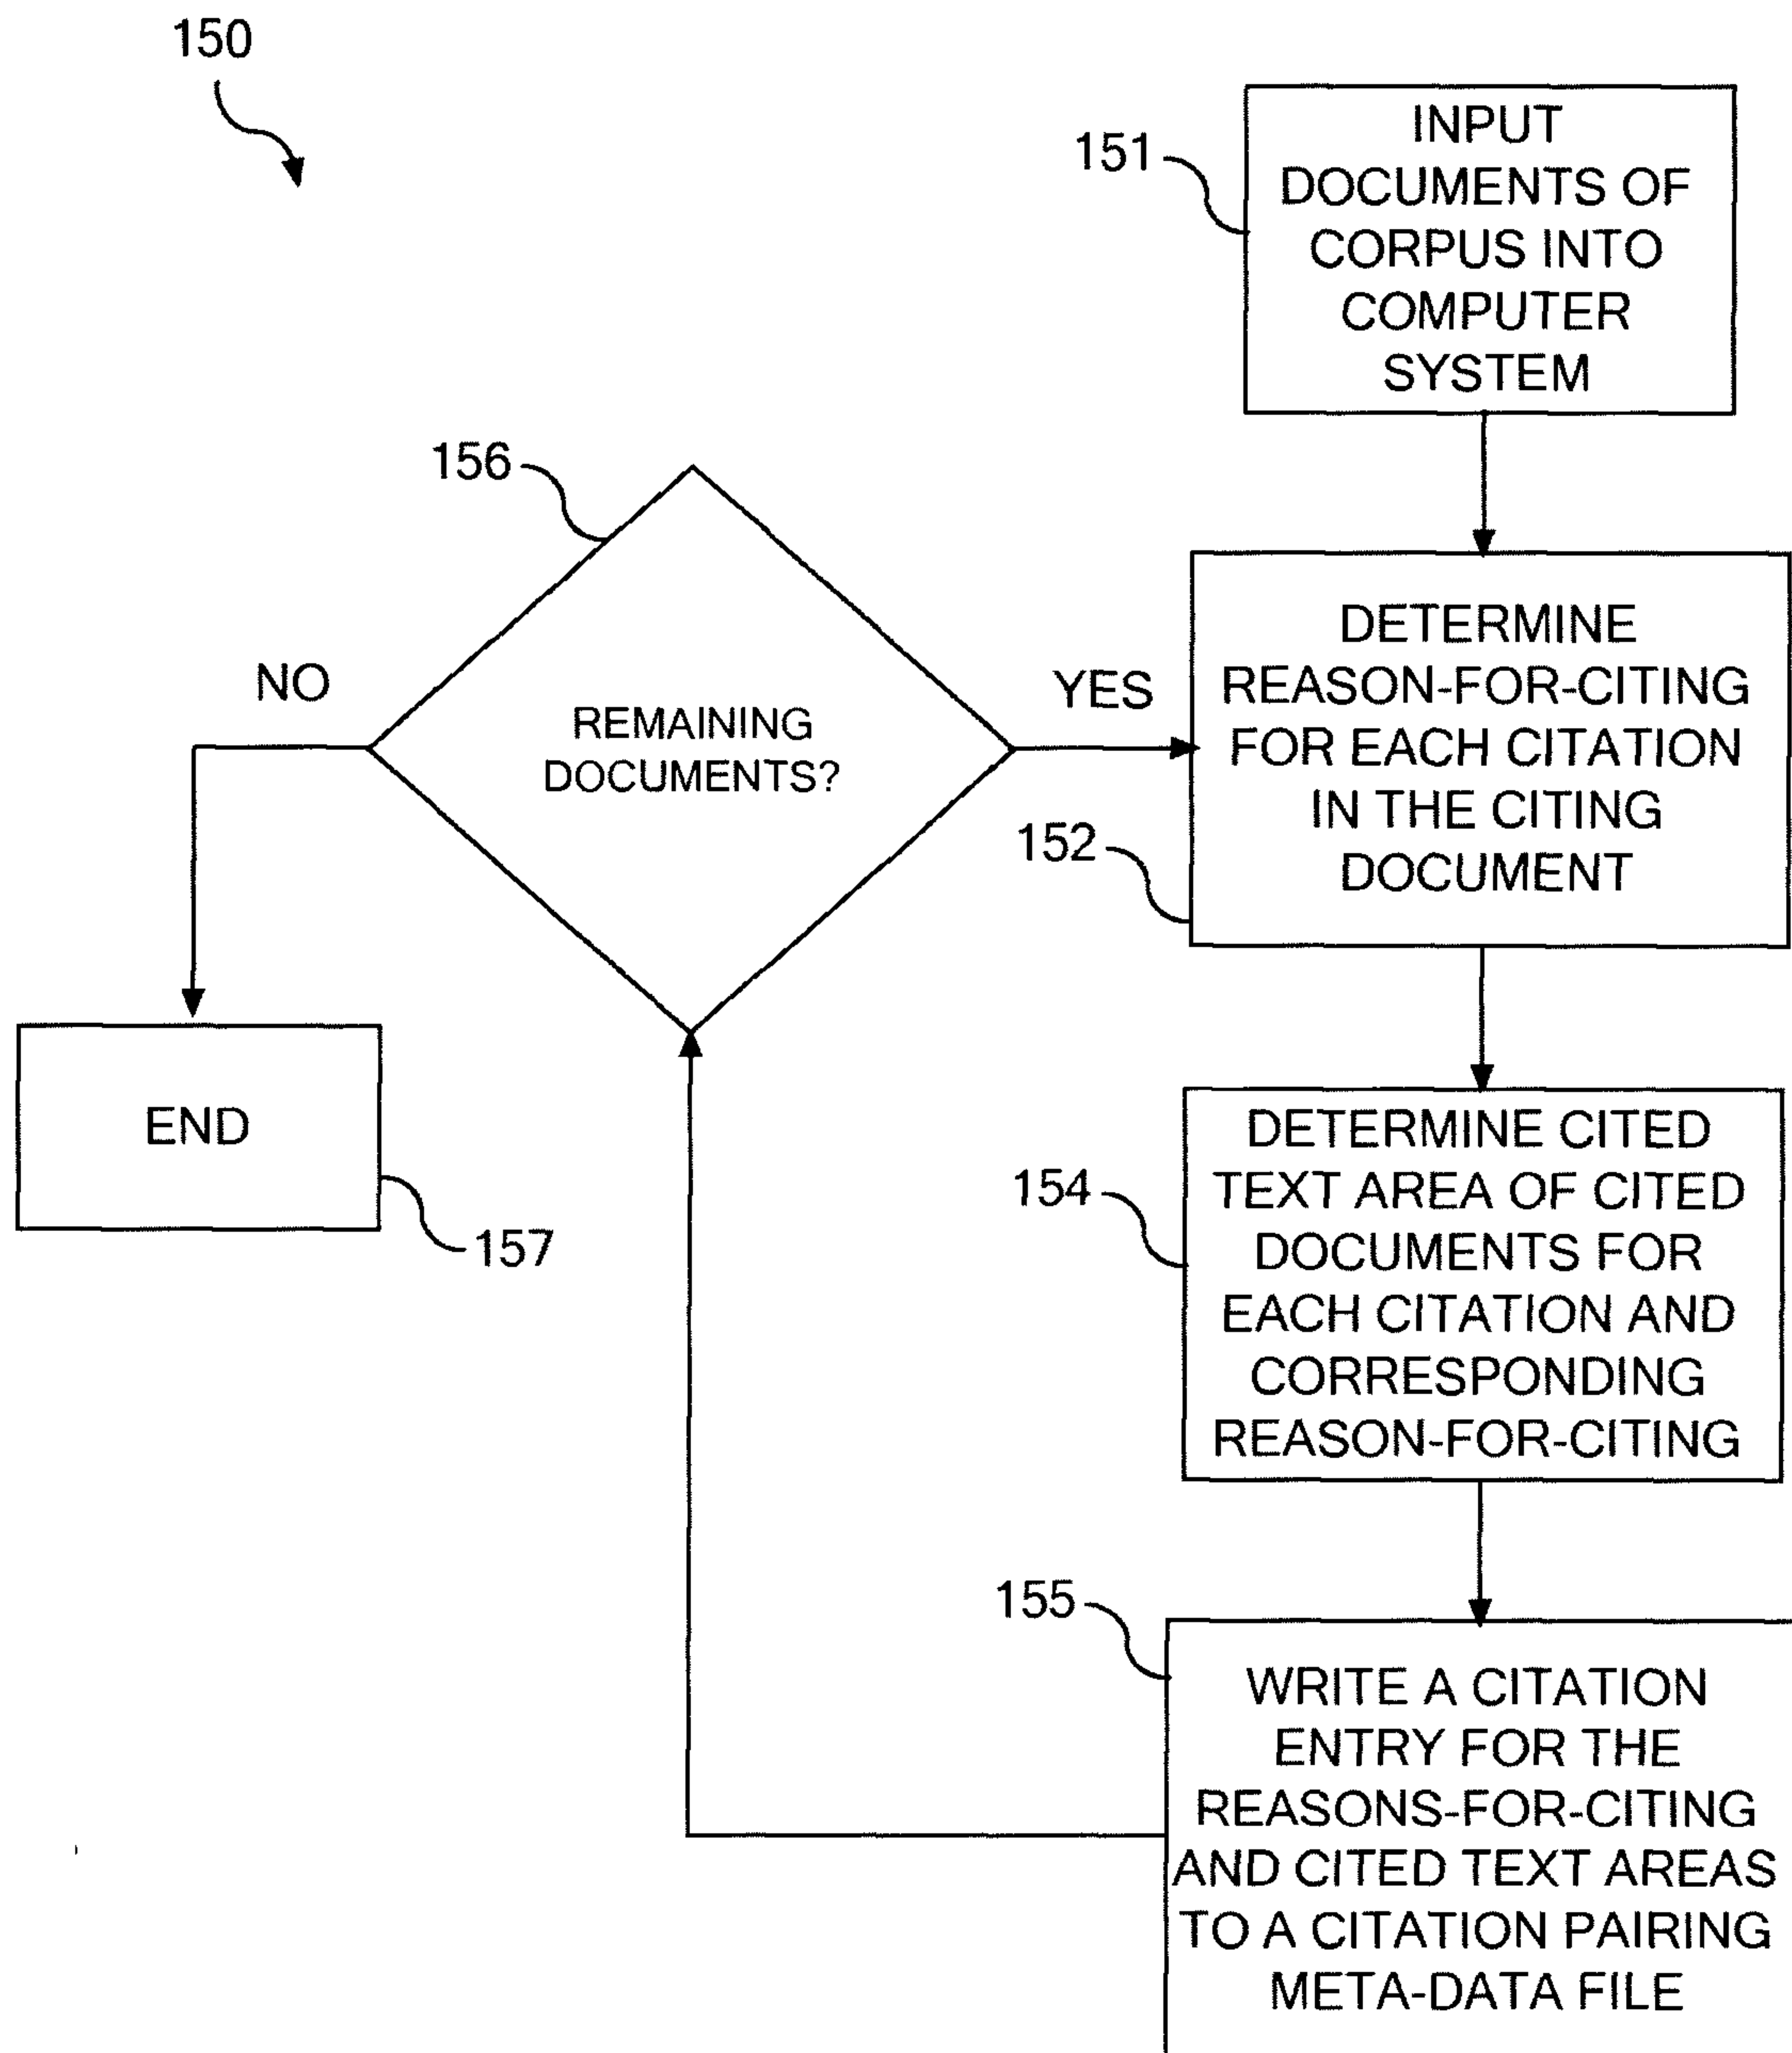 150
151
INPUT
DOCUMENTS OF
CORPUS INTO
COMPUTER
SYSTEM
156
NO
REMAINING
DOCUMENTS?
YES
152
DETERMINE
REASON-FOR-CITING
FOR EACH CITATION
IN THE CITING
DOCUMENT
END
157
154
DETERMINE CITED
TEXT AREA OF CITED
DOCUMENTS FOR
EACH CITATION AND
CORRESPONDING
REASON-FOR-CITING
155
WRITE A CITATION
ENTRY FOR THE
REASONS-FOR-CITING
AND CITED TEXT AREAS
TO A CITATION PAIRING
META-DATA FILE